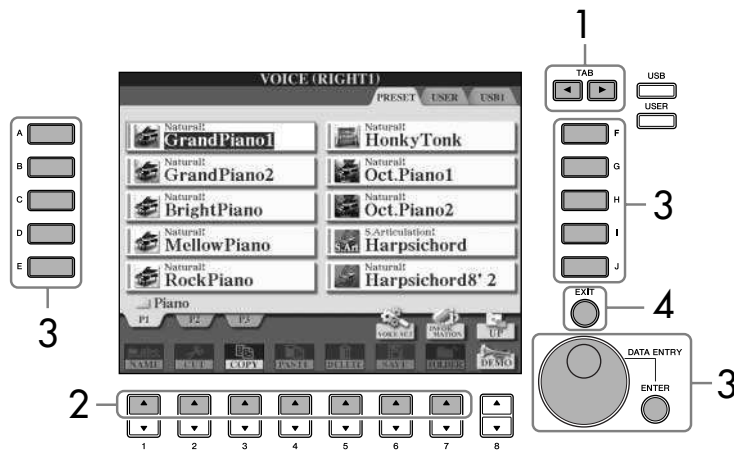 1
VOICE (RIGHT1)
TAB
USB
PRESET USER USB1
USER
A
Natural!
GrandPiano1
Natural!
HonkyTonk
F
B
Natural!
GrandPiano2
Natural!
Oct.Piano1
G
C
Natural!
BrightPiano
Natural!
Oct.Piano2
H
3
D
Natural!
MellowPiano
S.Art
S.Articulation!
Harpsichord
I
E
Natural!
RockPiano
Natural!
Harpsichord8' 2
J
3
Piano
EXIT
4
P1 P2 P3
VOICE SET INFOR-MATION UP
NAME CUT COPY PASTE DELETE SAVE FOLDER DEMO
DATA ENTRY
ENTER
3
2
1 2 3 4 5 6 7 8